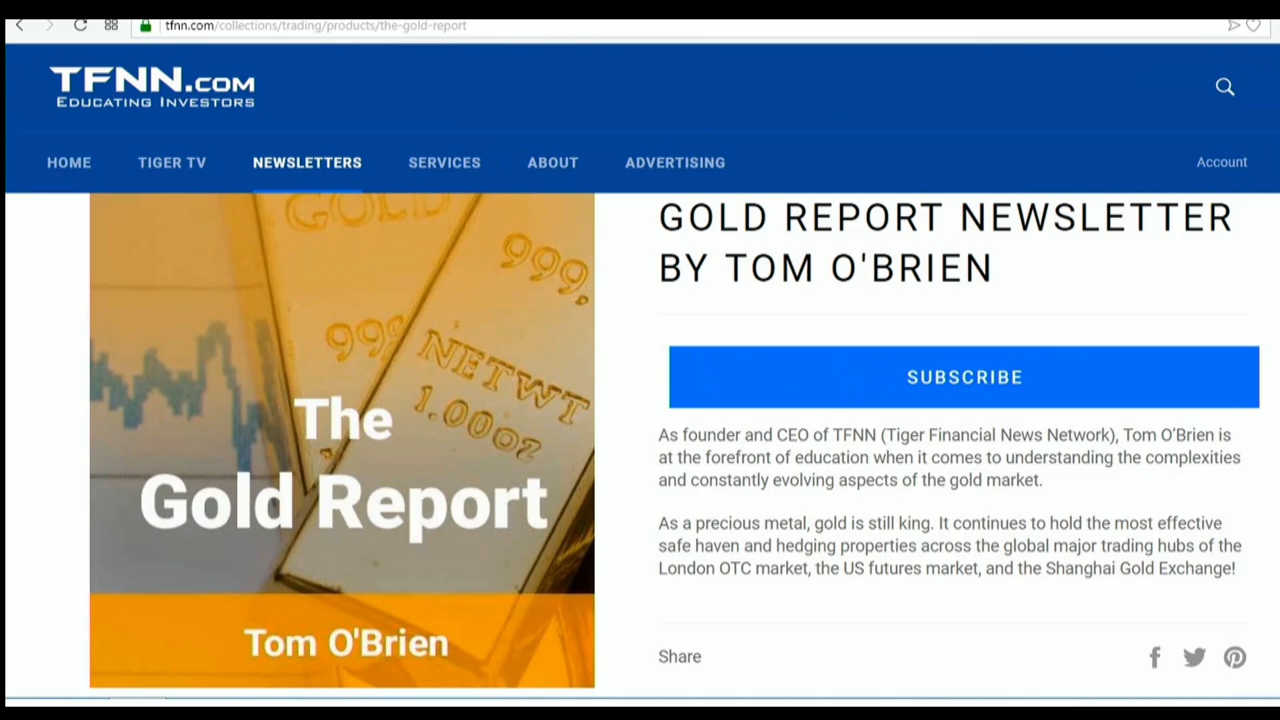 tfnn.com/collections/trading/products/the-gold-report
TFNN.COM
EDUCATING INVESTORS
HOME TIGER TV NEWSLETTERS SERVICES ABOUT ADVERTISING Account
GOLD
999.
999
NETWT
1.00oz
The
Gold Report
Tom O'Brien
GOLD REPORT NEWSLETTER
BY TOM O'BRIEN
SUBSCRIBE
As founder and CEO of TFNN (Tiger Financial News Network), Tom O’Brien is
at the forefront of education when it comes to understanding the complexities
and constantly evolving aspects of the gold market.
As a precious metal, gold is still king. It continues to hold the most effective
safe haven and hedging properties across the global major trading hubs of the
London OTC market, the US futures market, and the Shanghai Gold Exchange!
Share